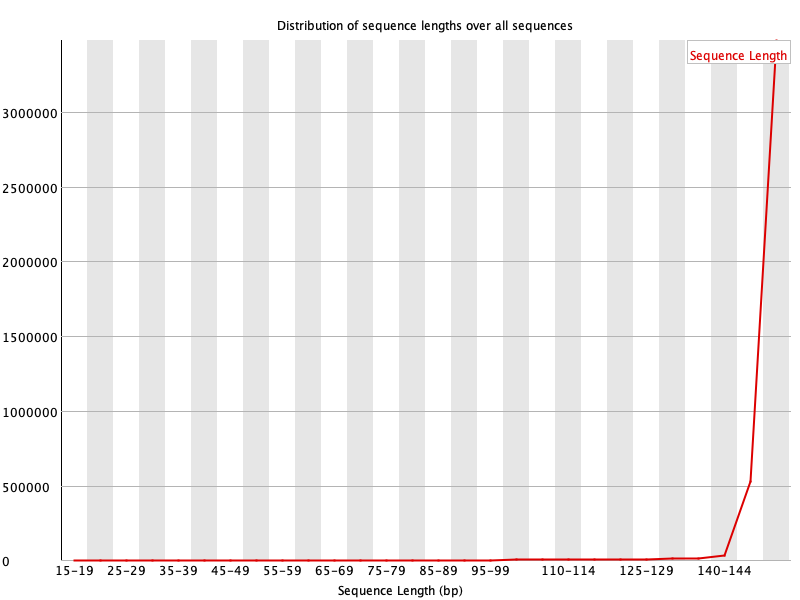 Distribution of sequence lengths over all sequences
Sequence Length
3000000
2500000
2000000
1500000
1000000
500000
0
15-19 25-29 35-39 45-49 55-59 65-69 75-79 85-89 95-99 110-114 125-129 140-144
Sequence Length (bp)